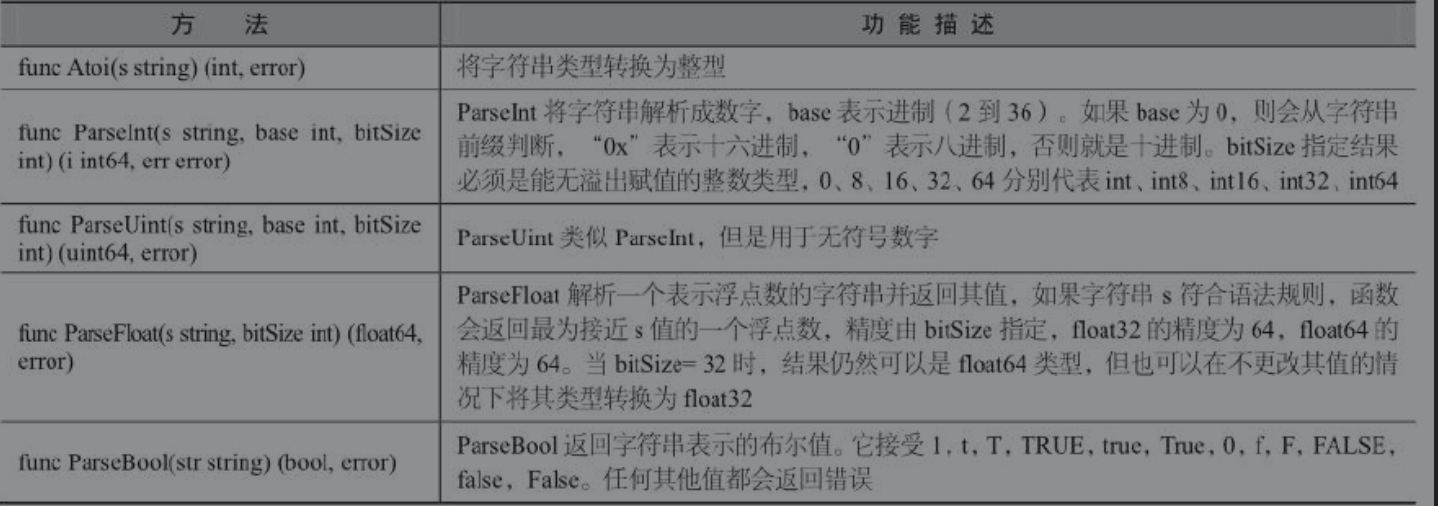 方 法
功 能 描 述
func Atoi(s string) (int, error)
将字符串类型转换为整型
func ParseInt(s string, base int, bitSize
int) (i int64, err error)
ParseInt 将字符串解析成数字，base 表示进制（2 到 36）。如果 base 为 0，则会从字符串
前缀判断，“0x”表示十六进制，“0”表示八进制，否则就是十进制。bitSize 指定结果
必须是能无溢出赋值的整数类型，0、8、16、32、64 分别代表 int、int8、int16、int32、int64
func ParseUint(s string, base int, bitSize
int) (uint64, error)
ParseUint 类似 ParseInt，但是用于无符号数字
func ParseFloat(s string, bitSize int) (float64,
error)
ParseFloat 解析一个表示浮点数的字符串并返回其值，如果字符串 s 符合语法规则，函数
会返回最为接近 s 值的一个浮点数，精度由 bitSize 指定，float32 的精度为 64，float64 的
精度为 64。当 bitSize= 32 时，结果仍然可以是 float64 类型，但也可以在不更改其值的情
况下将其类型转换为 float32
func ParseBool(str string) (bool, error)
ParseBool 返回字符串表示的布尔值。它接受 1，t，T，TRUE，true，True，0，f，F，FALSE，
false，False。任何其他值都会返回错误